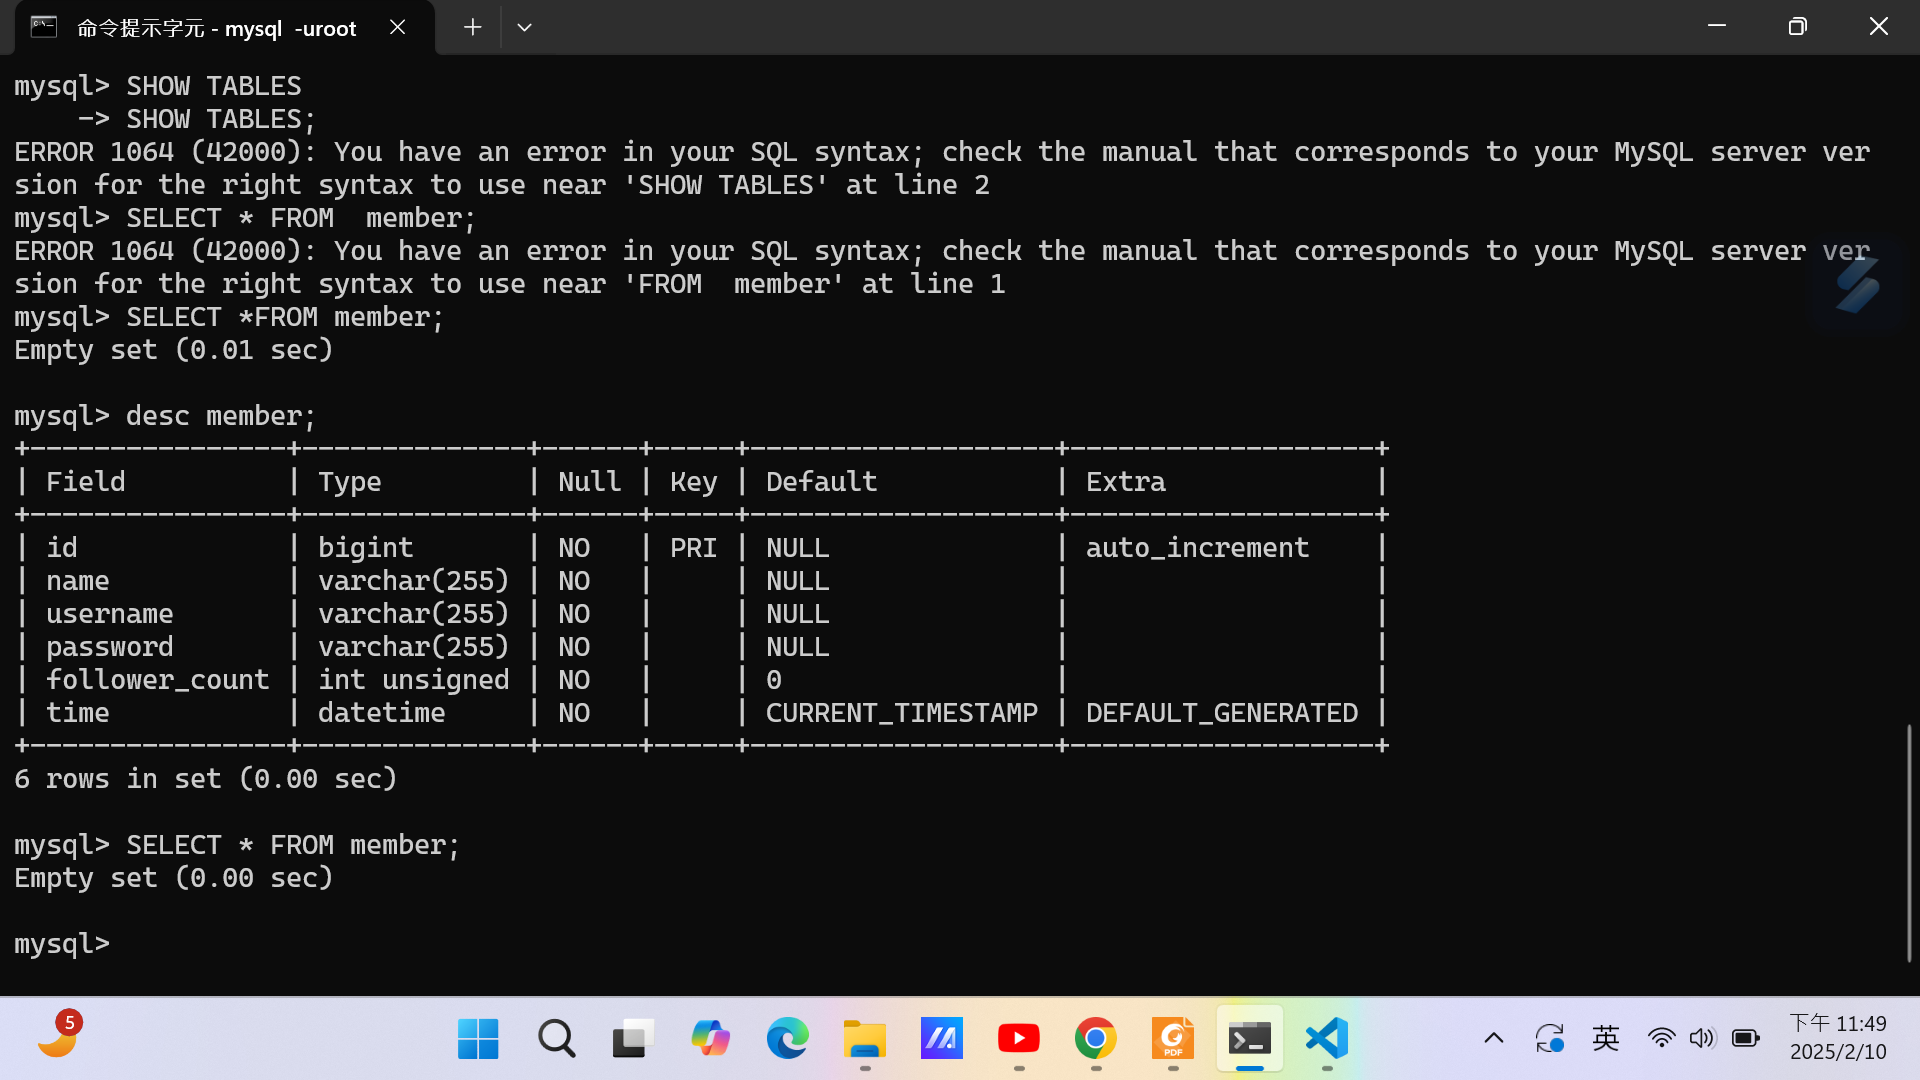 命令提示字元 - mysql  -uroot
mysql> SHOW TABLES
    -> SHOW TABLES;
ERROR 1064 (42000): You have an error in your SQL syntax; check the manual that corresponds to your MySQL server ver
sion for the right syntax to use near 'SHOW TABLES' at line 2
mysql> SELECT * FROM  member;
ERROR 1064 (42000): You have an error in your SQL syntax; check the manual that corresponds to your MySQL server ver
sion for the right syntax to use near 'FROM  member' at line 1
mysql> SELECT *FROM member;
Empty set (0.01 sec)
mysql> desc member;
+----------------+--------------+------+-----+-------------------+-------------------+
| Field          | Type         | Null | Key | Default           | Extra             |
+----------------+--------------+------+-----+-------------------+-------------------+
| id             | bigint       | NO   | PRI | NULL              | auto_increment    |
| name           | varchar(255) | NO   |     | NULL              |                   |
| username       | varchar(255) | NO   |     | NULL              |                   |
| password       | varchar(255) | NO   |     | NULL              |                   |
| follower_count | int unsigned | NO   |     | 0                 |                   |
| time           | datetime     | NO   |     | CURRENT_TIMESTAMP | DEFAULT_GENERATED |
+----------------+--------------+------+-----+-------------------+-------------------+
6 rows in set (0.00 sec)
mysql> SELECT * FROM member;
Empty set (0.00 sec)
mysql>
5
PDF
英
下午 11:49
2025/2/10